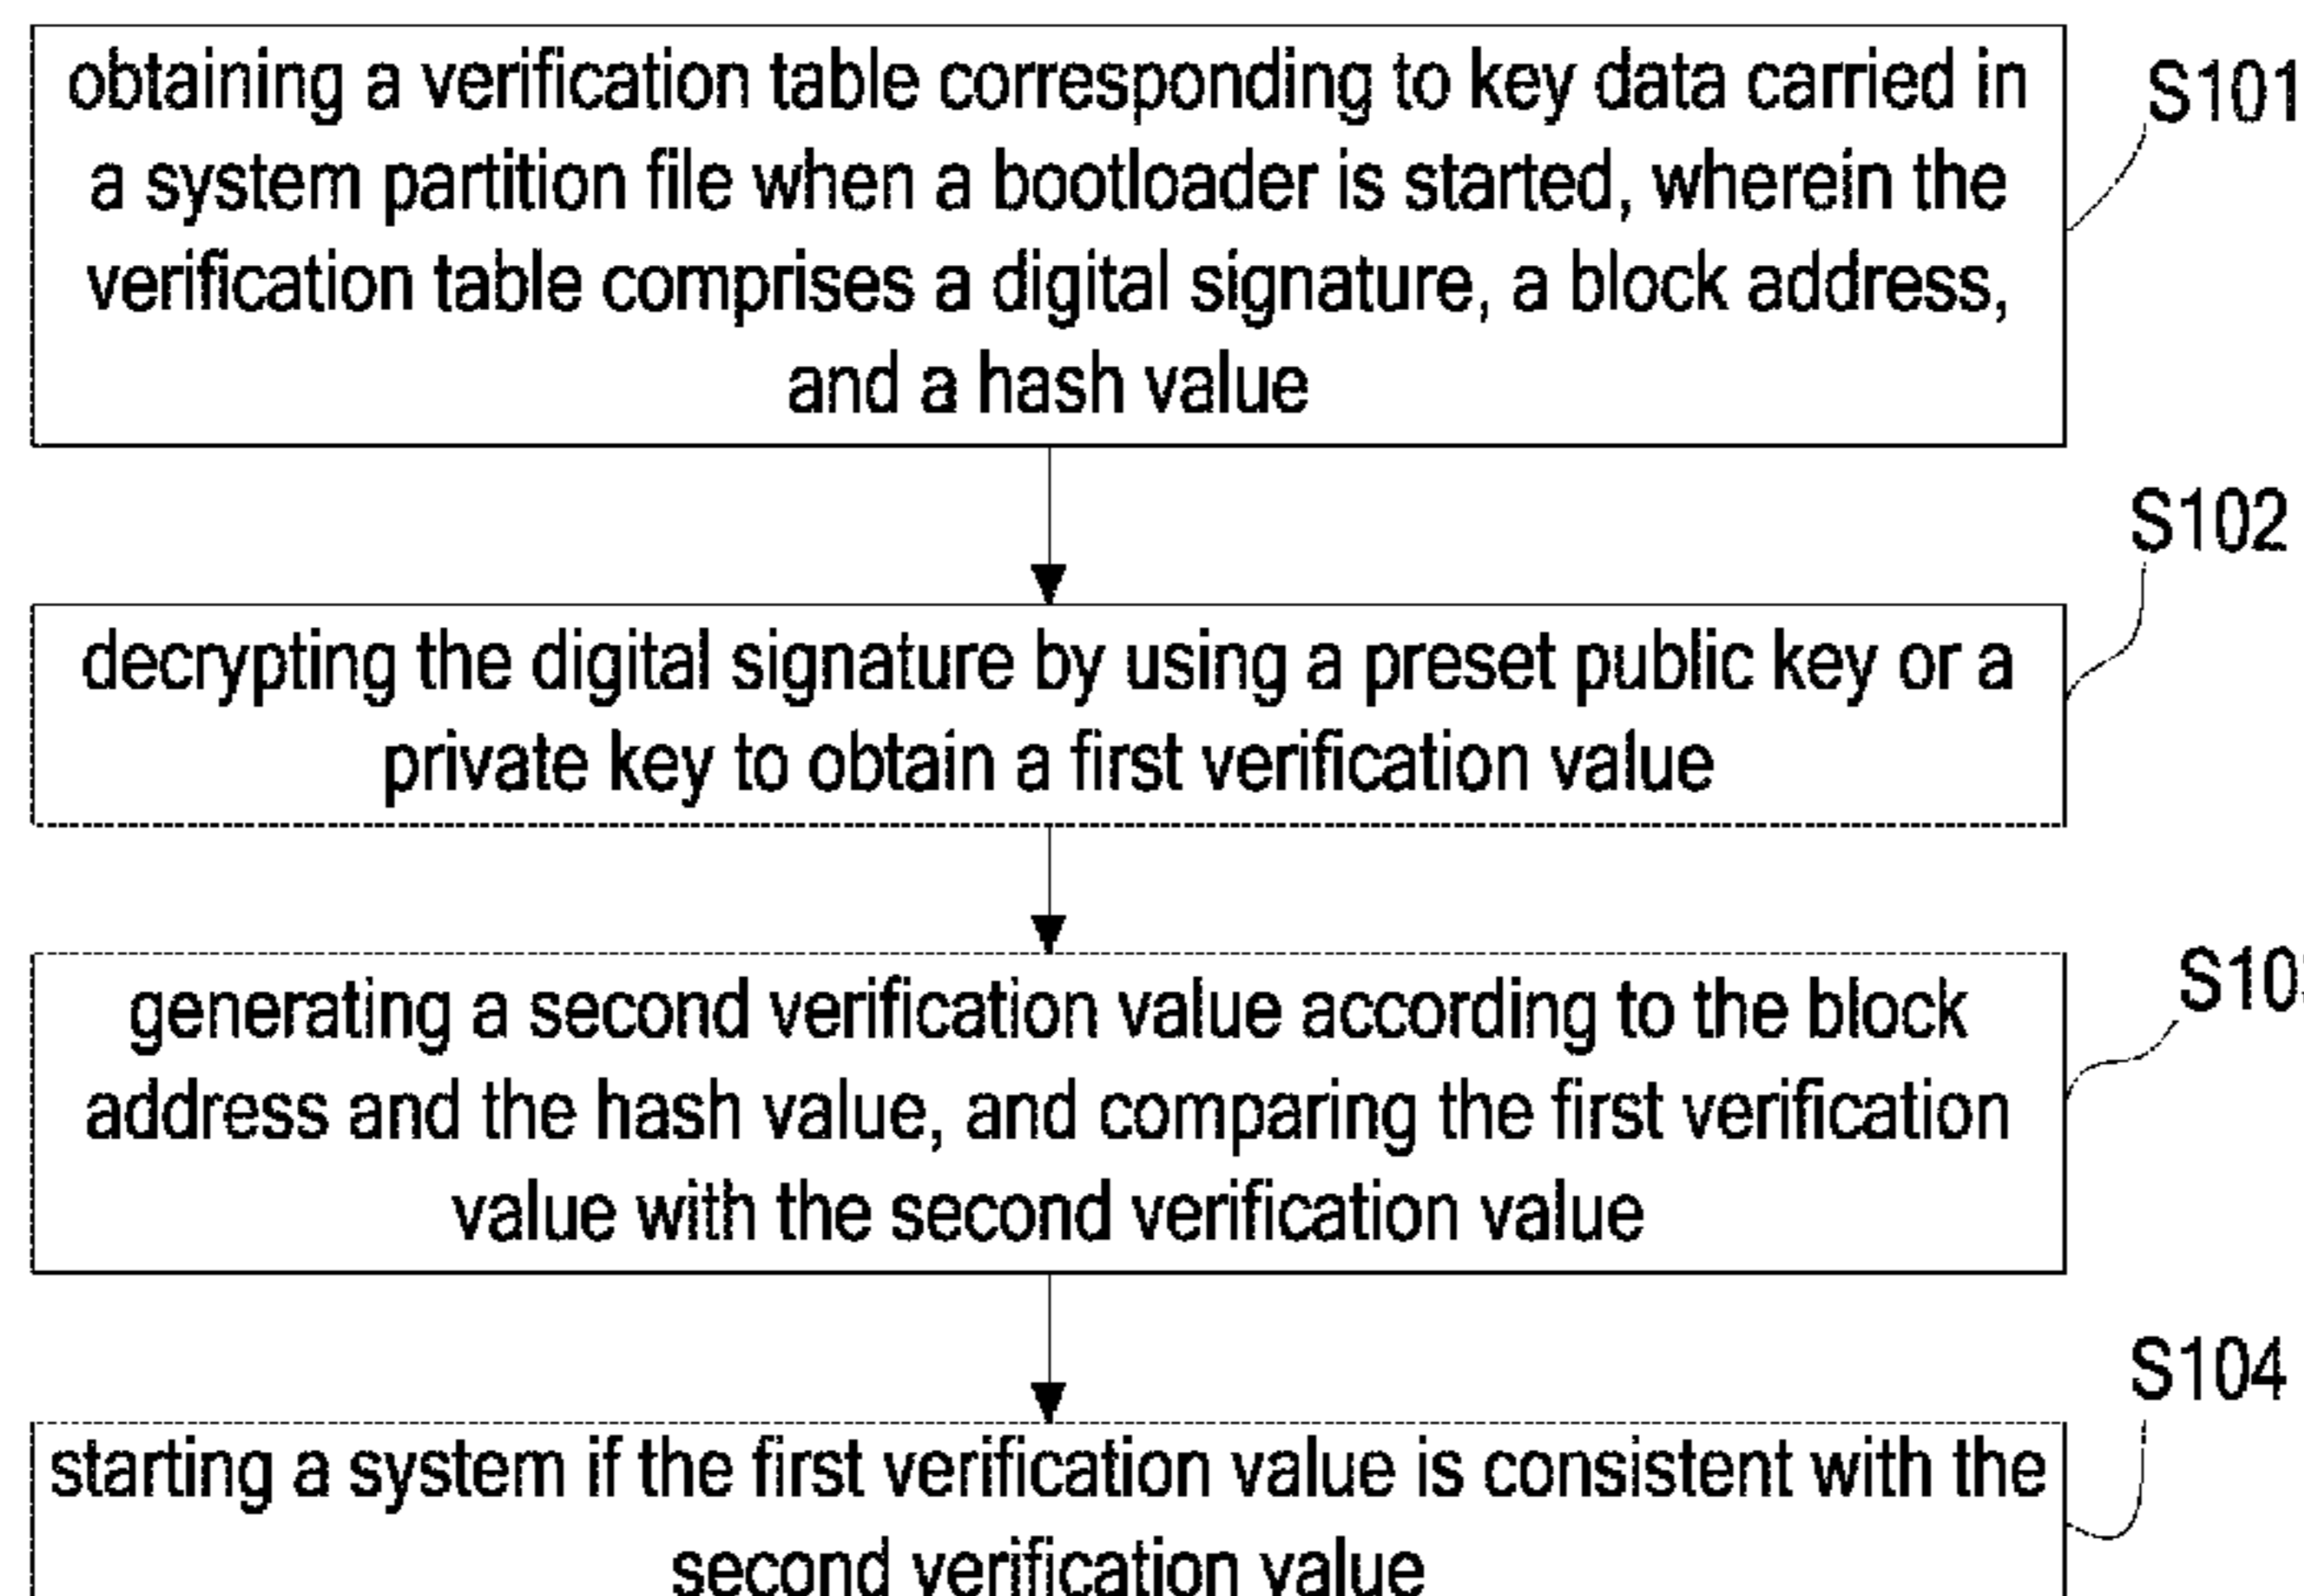 obtaining a verification table corresponding to key data carried in
a system partition file when a bootloader is started, wherein the
verification table comprises a digital signature, a block address,
and a hash value
S101
S102
decrypting the digital signature by using a preset public key or a
private key to obtain a first verification value
S103
generating a second verification value according to the block
address and the hash value, and comparing the first verification
value with the second verification value
S104
starting a system if the first verification value is consistent with the
second verification value